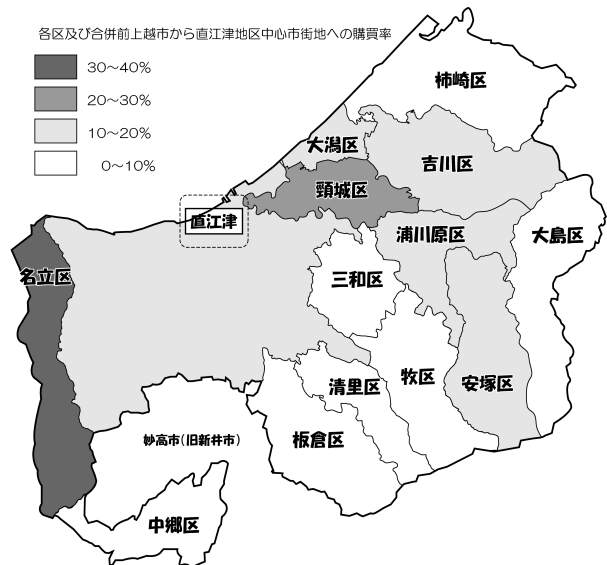 各区及び合併前上越市から直江津地区中心市街地への購買率
30〜40%
20〜30%
10〜20%
0〜10%
柿崎区
大潟区
吉川区
頸城区
直江津
浦川原区
大島区
名立区
三和区
清里区
牧区
安塚区
板倉区
妙高市(旧新井市)
中郷区